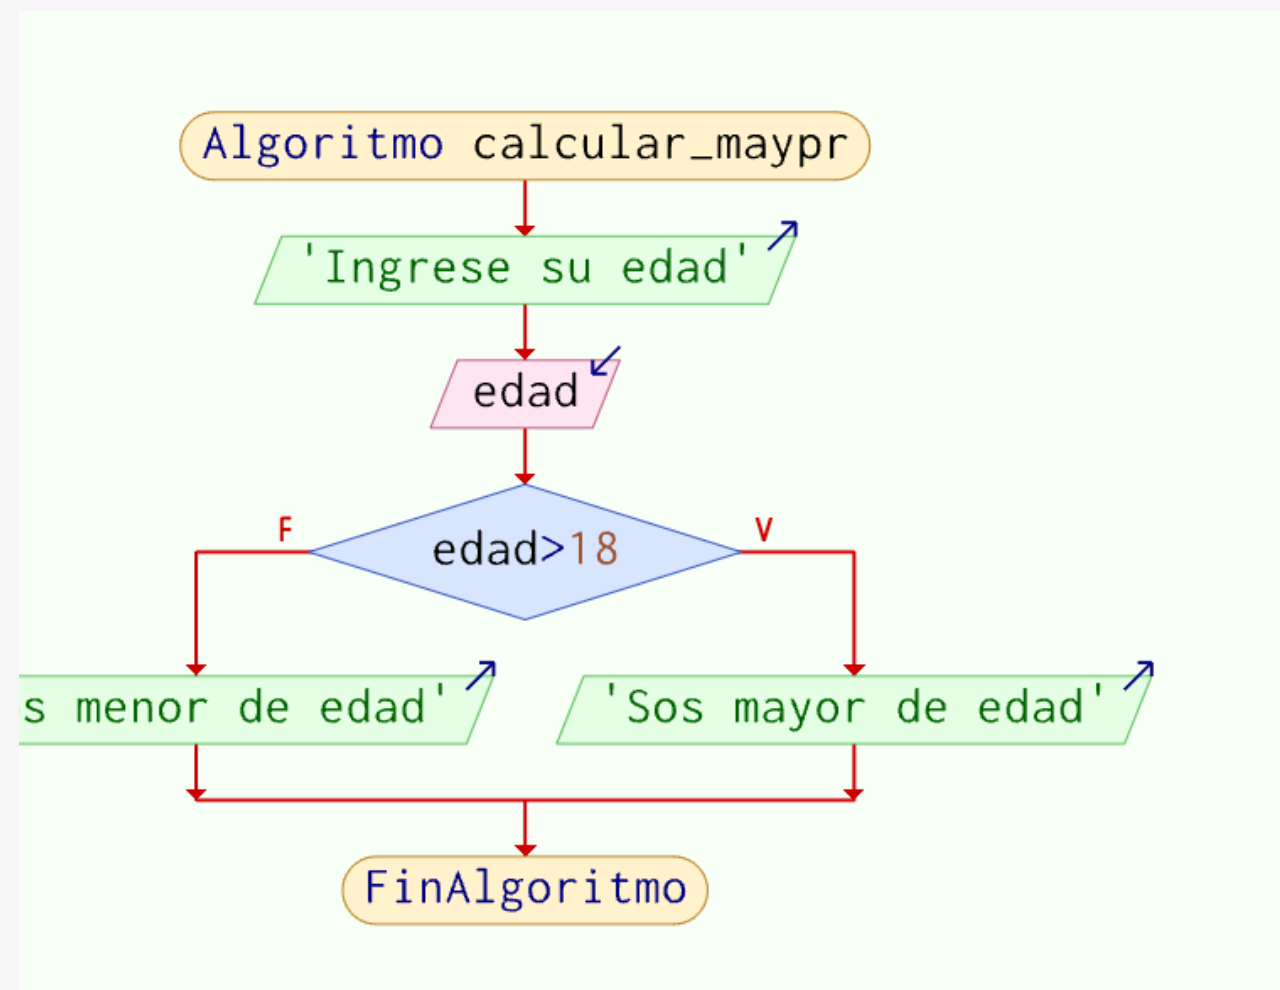 Algoritmo calcular_maypr
'Ingrese su edad'
edad
edad>18
F
V
s menor de edad'
'Sos mayor de edad'
FinAlgoritmo